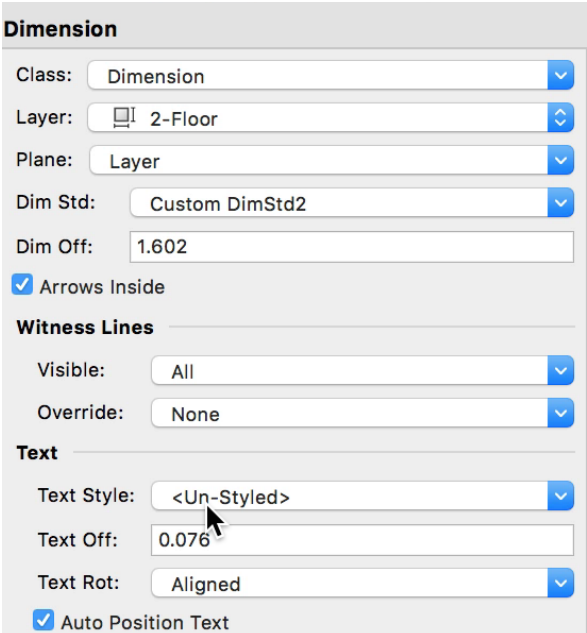 Dimension
Class: Dimension
Layer: 2-Floor
Plane: Layer
Dim Std: Custom DimStd2
Dim Off: 1.602
Arrows Inside
Witness Lines
Visible: All
Override: None
Text
Text Style: <Un-Styled>
Text Off: 0.076
Text Rot: Aligned
Auto Position Text